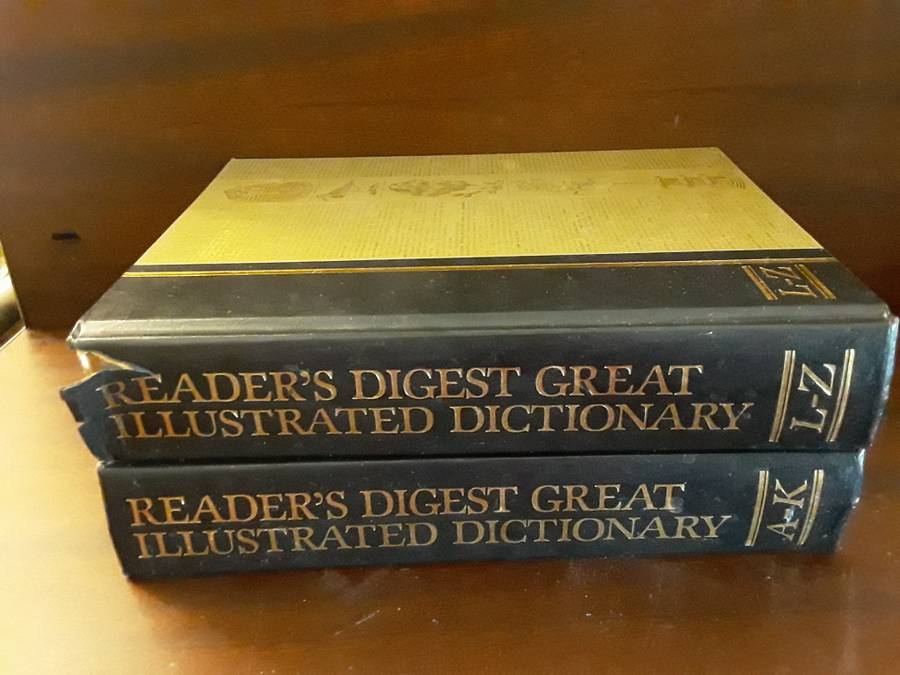 L-Z
READER'S DIGEST GREAT
ILLUSTRATED DICTIONARY
L-Z
READER'S DIGEST GREAT
ILLUSTRATED DICTIONARY
A-K